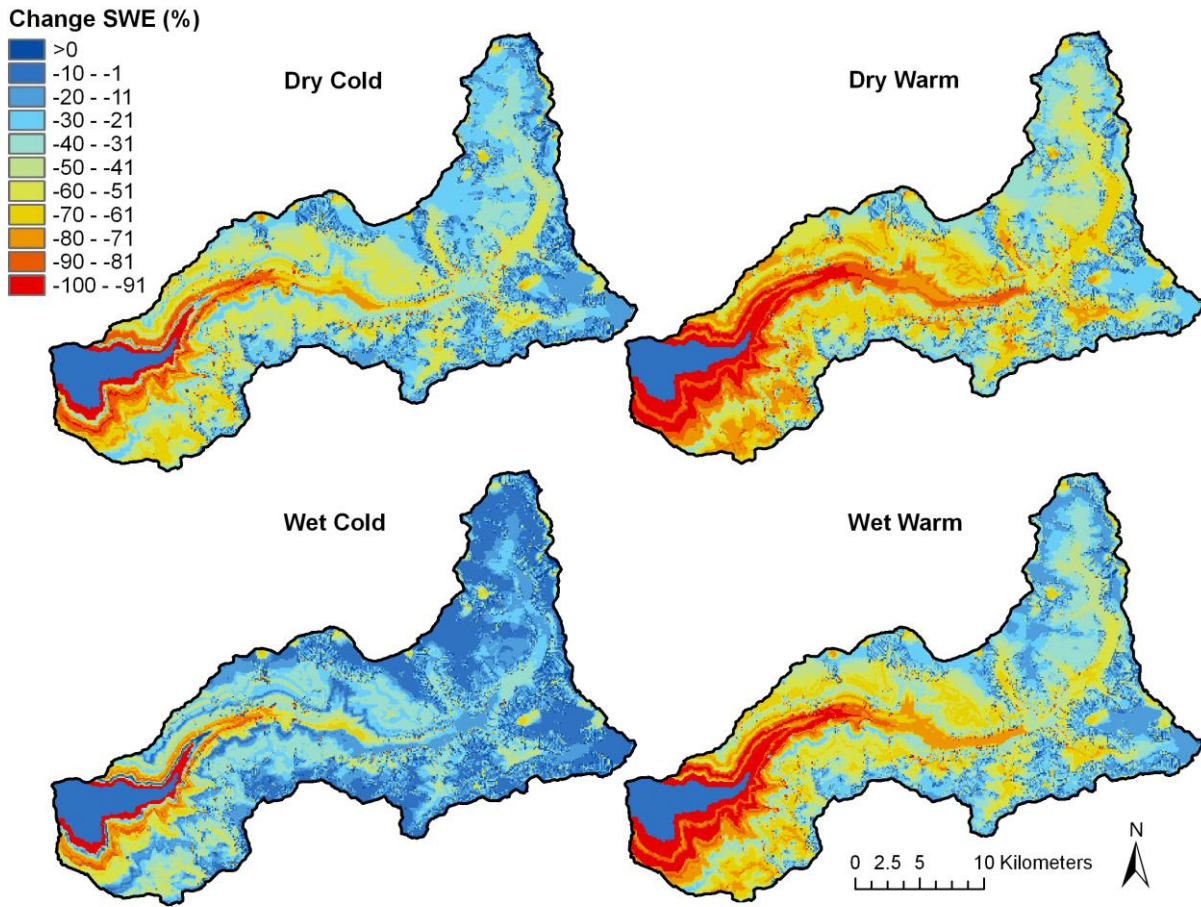 Change SWE (%)
>0
-10 - -1
-20 - -11
-30 - -21
-40 - -31
-50 - -41
-60 - -51
-70 - -61
-80 - -71
-90 - -81
-100 - -91
Dry Cold
Dry Warm
Wet Cold
Wet Warm
N
0 2.5 5 10 Kilometers